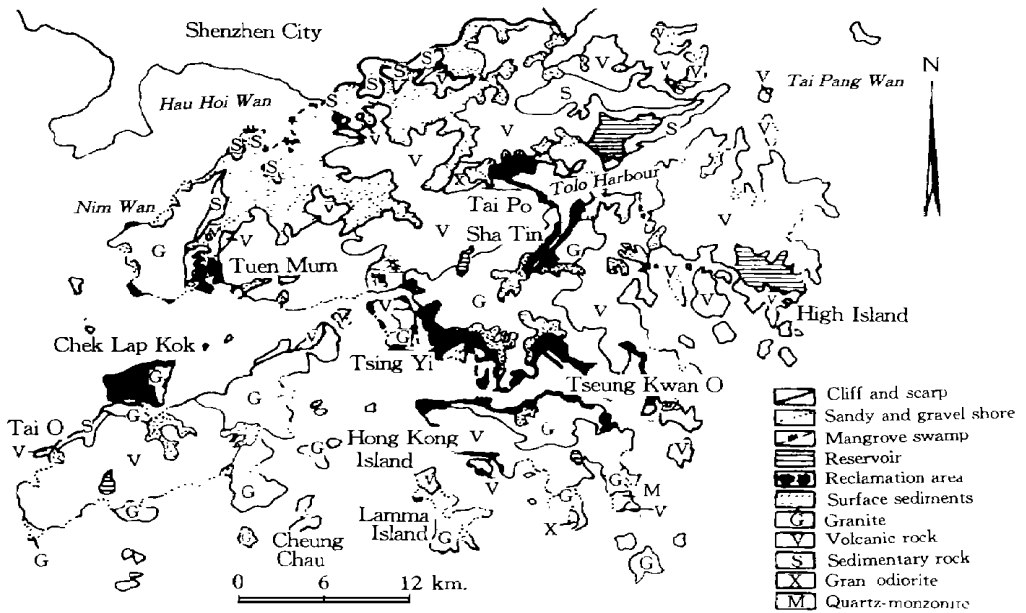 Shenzhen City
Hau Hoi Wan
Tai Pang Wan
N
Nim Wan
Tolo Harbour
Tai Po
Sha Tin
Tuen Mum
High Island
Chek Lap Kok
Tsing Yi
Tseung Kwan O
Tai O
Hong Kong
Island
Lamma
Island
Cheung
Chau
0 6 12 km.
Cliff and scarp
Sandy and gravel shore
Mangrove swamp
Reservoir
Reclamation area
Surface sediments
G Granite
V Volcanic rock
S Sedimentary rock
X Gran odiorite
M Quartz-monzonite